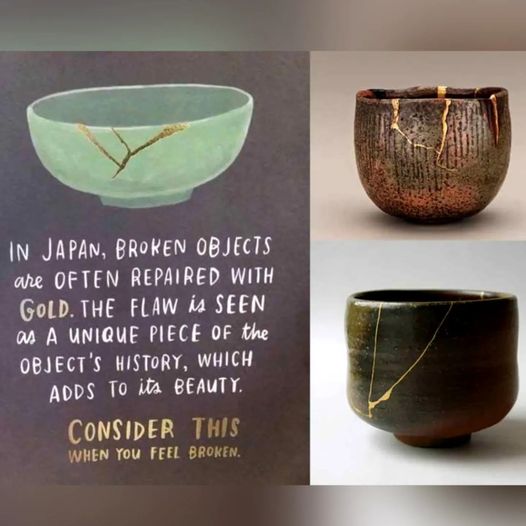 IN JAPAN, BROKEN OBJECTS
are OFTEN REPAIRED WITH
GOLD. THE FLAW is SEEN
as A UNIQUE PIECE OF the
OBJECT'S HISTORY, WHICH
ADDS TO its BEAUTY.
CONSIDER THIS
WHEN YOU FEEL BROKEN.